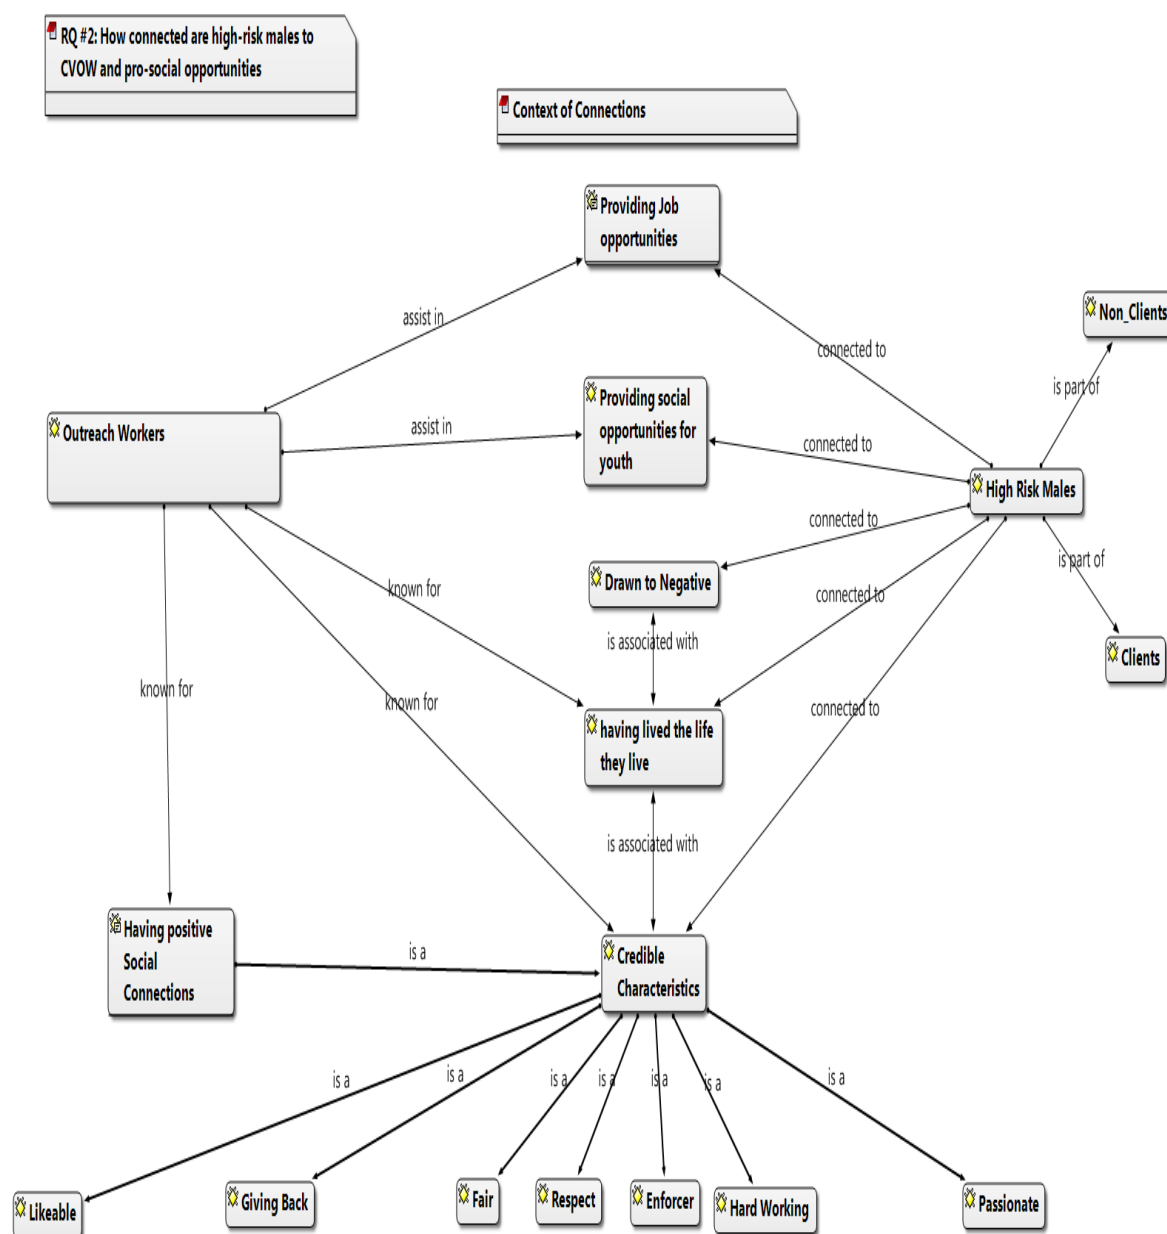 RQ #2: How connected are high-risk males to
CVOW and pro-social opportunities
Context of Connections
Providing Job
opportunities
assist in
connected to
Non_Clients
is part of
Outreach Workers
assist in
Providing social
opportunities for
youth
connected to
High Risk Males
connected to
is part of
Drawn to Negative
known for
connected to
is associated with
Clients
known for
known for
connected to
having lived the life
they live
is associated with
Having positive
Social
Connections
is a
Credible
Characteristics
is a
is a
is a
is a
is a
is a
is a
Likeable
Giving Back
Fair
Respect
Enforcer
Hard Working
Passionate